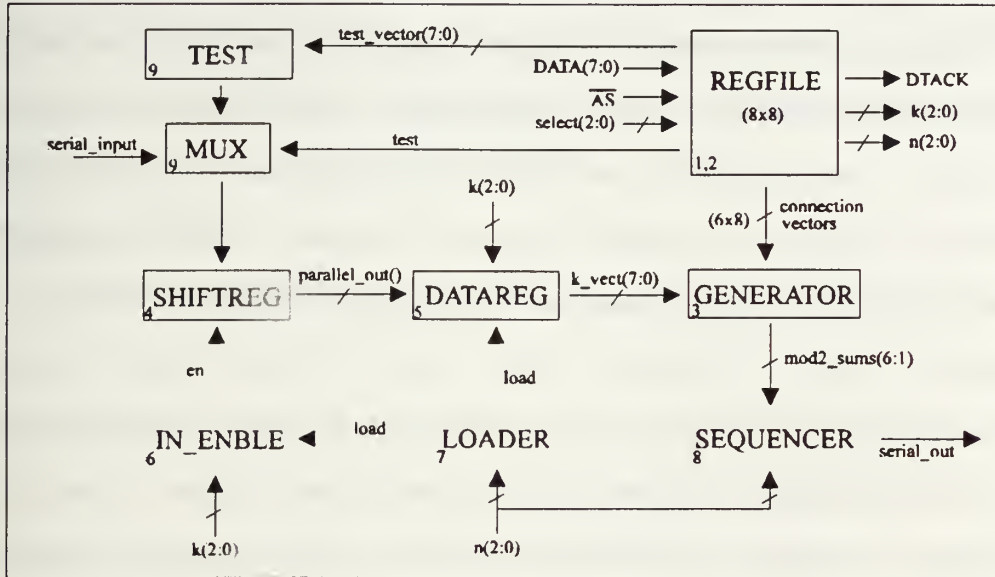 test_vector(7:0)
TEST
9
DATA(7:0)
AS
select(2:0)
REGFILE
(8x8)
1,2
DTACK
k(2:0)
n(2:0)
serial_input
MUX
9
test
k(2:0)
(6x8)
connection
vectors
SHIFTREG
4
parallel_out()
DATAREG
5
k_vect(7:0)
GENERATOR
3
en
load
mod2_sums(6:1)
IN_ENBLE
6
load
LOADER
7
SEQUENCER
8
serial_out
k(2:0)
n(2:0)